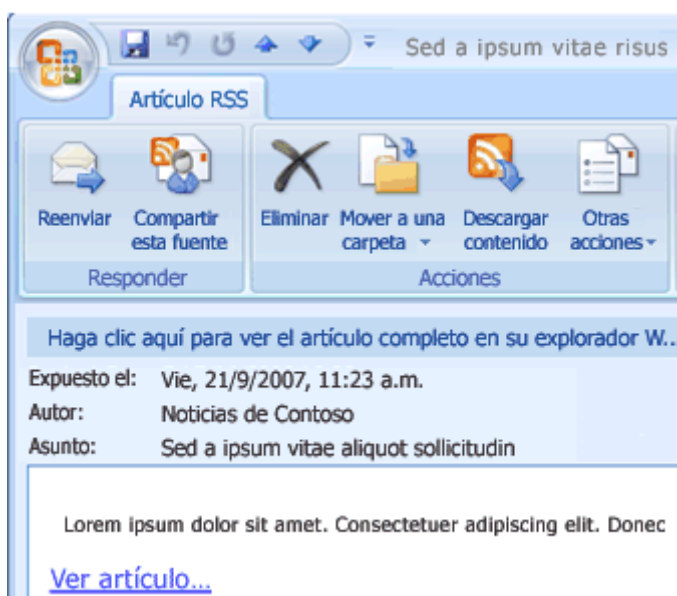 Sed a ipsum vitae risus
Artículo RSS
Reenviar
Compartir
esta fuente
Eliminar
Mover a una
carpeta
Descargar
contenido
Otras
acciones
Responder
Acciones
Haga clic aquí para ver el artículo completo en su explorador W...
Expuesto el: Vie, 21/9/2007, 11:23 a.m.
Autor: Noticias de Contoso
Asunto: Sed a ipsum vitae aliquot sollicitudin
Lorem ipsum dolor sit amet. Consectetuer adipiscing elit. Donec
Ver artículo...